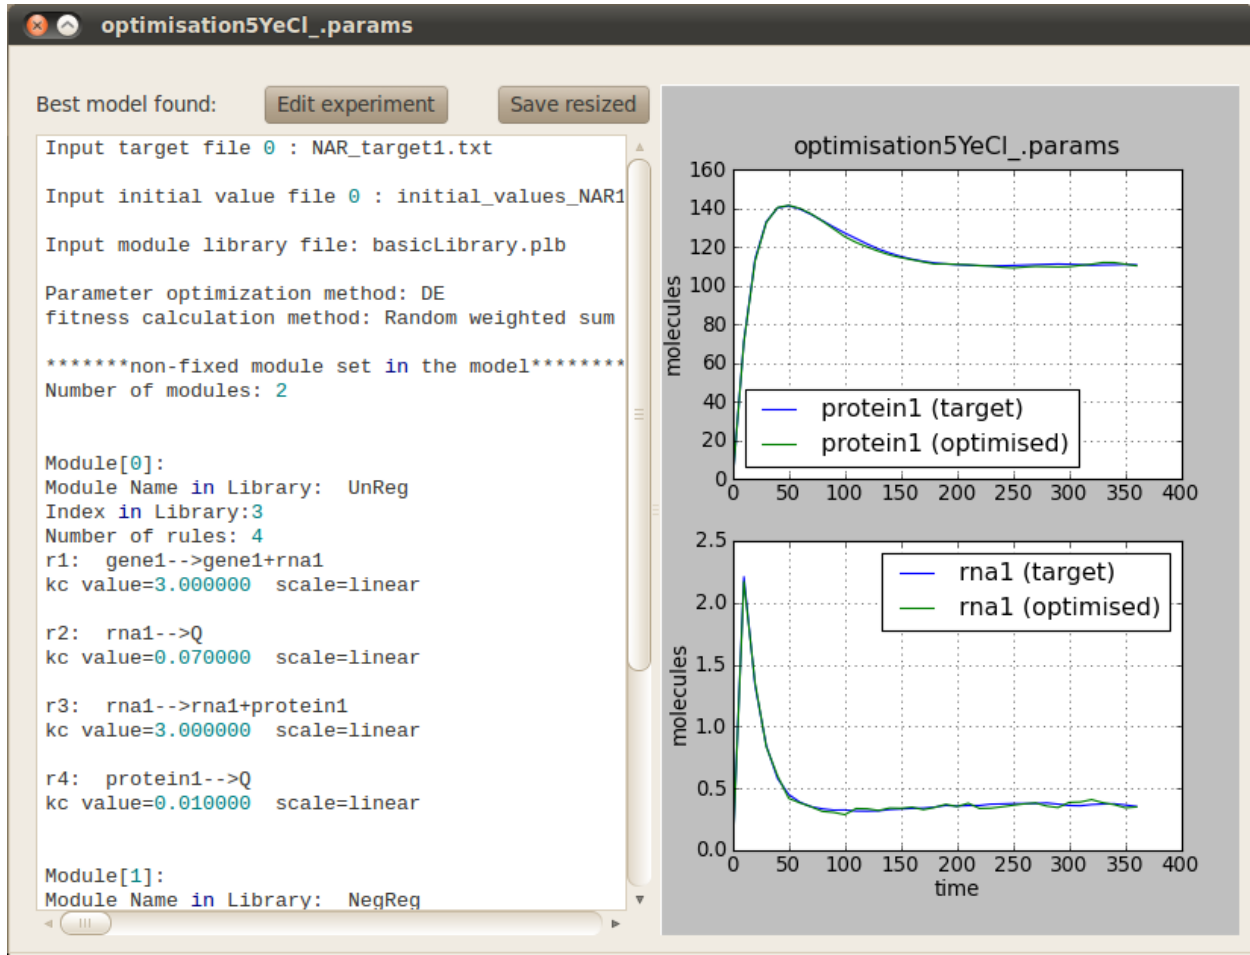 optimisation5YeCl_.params
Best model found:
Edit experiment
Save resized
Input target file 0 : NAR_target1.txt
Input initial value file 0 : initial_values_NAR1
Input module library file: basicLibrary.plb
Parameter optimization method: DE
fitness calculation method: Random weighted sum
*******non-fixed module set in the model********
Number of modules: 2
Module[0]:
Module Name in Library:  UnReg
Index in Library:3
Number of rules: 4
r1:  gene1-->gene1+rna1
kc value=3.000000  scale=linear
r2:  rna1-->Q
kc value=0.070000  scale=linear
r3:  rna1-->rna1+protein1
kc value=3.000000  scale=linear
r4:  protein1-->Q
kc value=0.010000  scale=linear
Module[1]:
Module Name in Library:  NegReg
optimisation5YeCl_.params
160
140
120
100
80
60
40
20
0
molecules
protein1 (target)
protein1 (optimised)
0 50 100 150 200 250 300 350 400
2.5
2.0
1.5
1.0
0.5
0.0
molecules
rna1 (target)
rna1 (optimised)
0 50 100 150 200 250 300 350 400
time